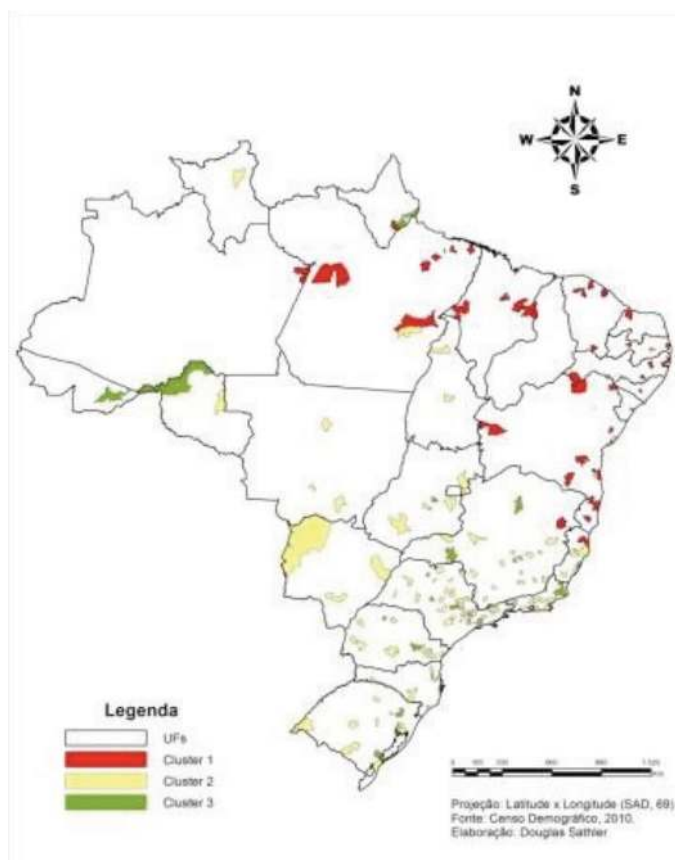 N
W E
S
Legenda
UFs
Cluster 1
Cluster 2
Cluster 3
Projeção: Latitude x Longitude (SAD, 69)
Fonte: Censo Demográfico, 2010.
Elaboração: Douglas Sathler